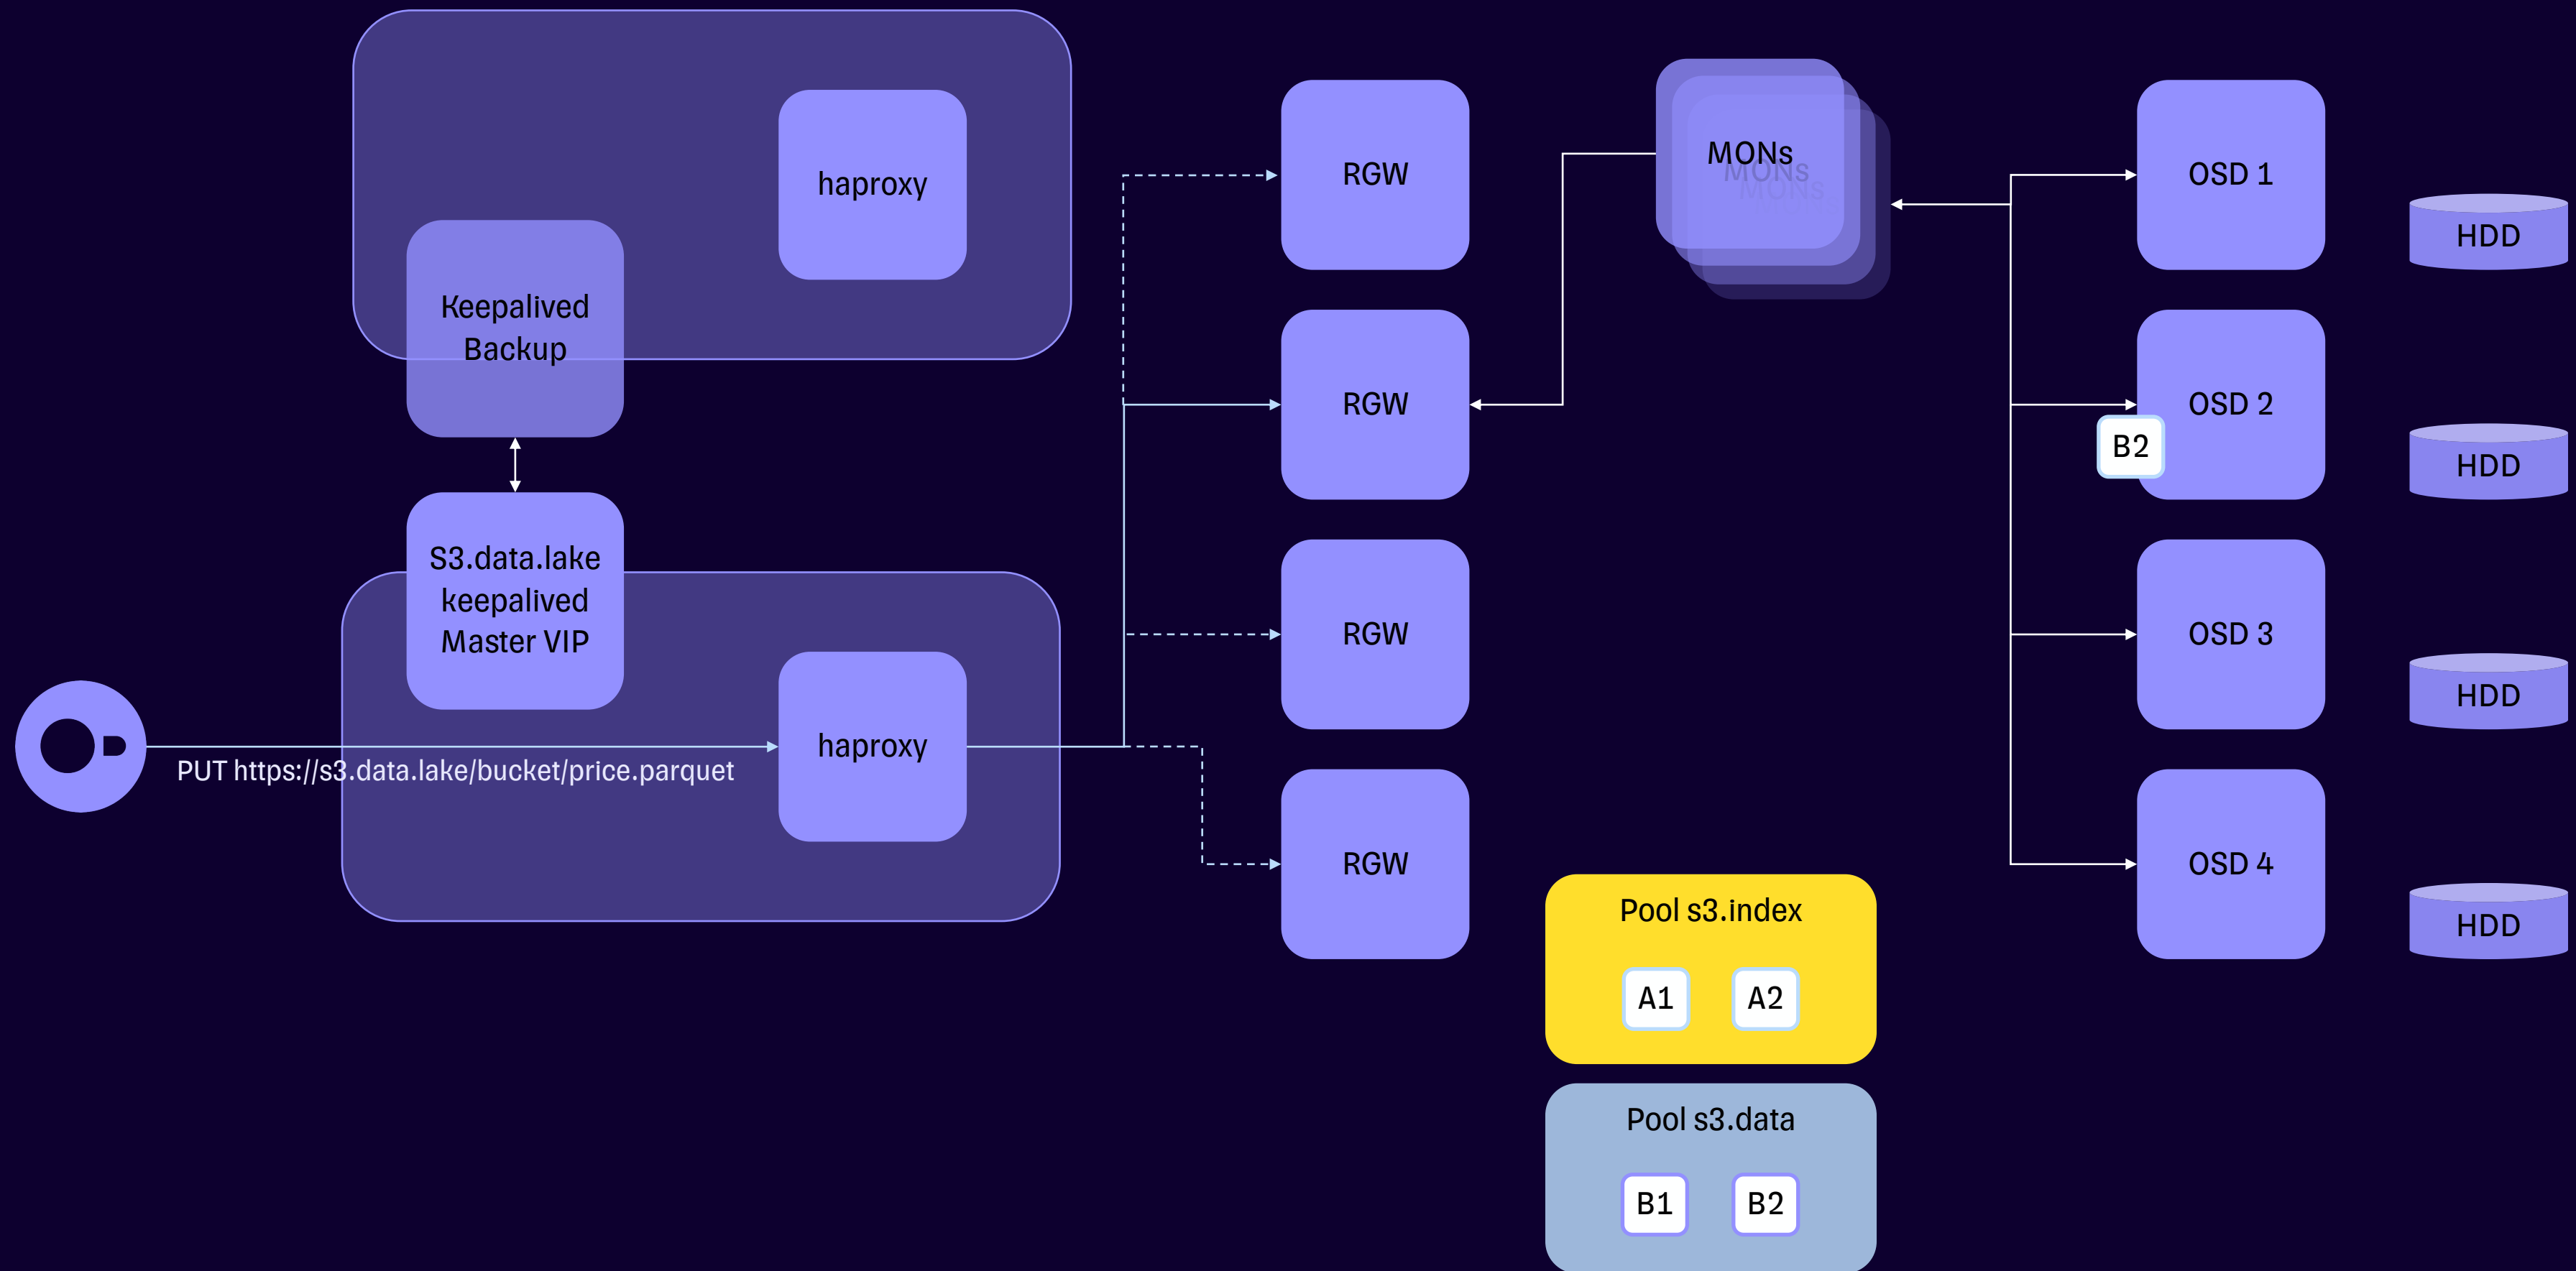 haproxy
Keepalived
Backup
S3.data.lake
keepalived
Master VIP
haproxy
PUT https://s3.data.lake/bucket/price.parquet
RGW
RGW
RGW
RGW
MONs
MONs
MONs
Pool s3.index
A1 A2
Pool s3.data
B1 B2
OSD 1
OSD 2
B2
OSD 3
OSD 4
HDD
HDD
HDD
HDD